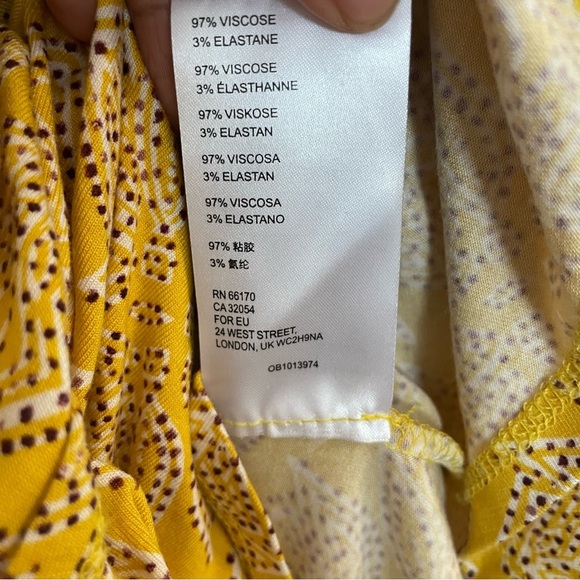 97% VISCOSE
3% ELASTANE
97% VISCOSE
3% ÉLASTHANNE
97% VISKOSE
3% ELASTAN
97% VISCOSA
3% ELASTAN
97% VISCOSA
3% ELASTANO
97% 粘胶
3% 氨纶
RN 66170
CA 32054
FOR EU
24 WEST STREET,
LONDON, UK WC2H9NA
OB1013974